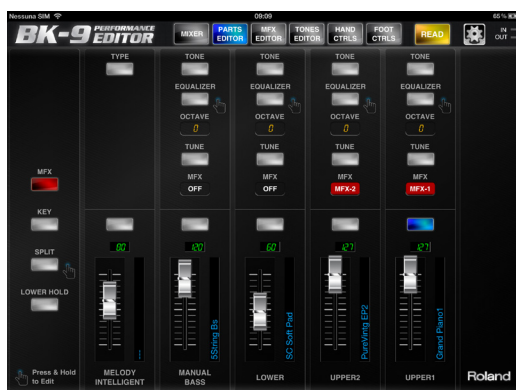 Nessuna SIM
09:09
65 %
BK-9 PERFORMANCE EDITOR
MIXER
PARTS EDITOR
MFX EDITOR
TONES EDITOR
HAND CTRLS
FOOT CTRLS
READ
IN
OUT
TYPE
TONE
TONE
TONE
TONE
EQUALIZER
EQUALIZER
EQUALIZER
EQUALIZER
OCTAVE
OCTAVE
OCTAVE
OCTAVE
0
0
0
0
TUNE
TUNE
TUNE
TUNE
MFX
MFX
MFX
MFX
MFX
OFF
OFF
MFX-2
MFX-1
KEY
SPLIT
LOWER HOLD
120
60
127
127
---
5String Bs
SC Soft Pad
PureVintg EP2
Grand Piano1
Press & Hold
to Edit
MELODY
INTELLIGENT
MANUAL
BASS
LOWER
UPPER2
UPPER1
Roland